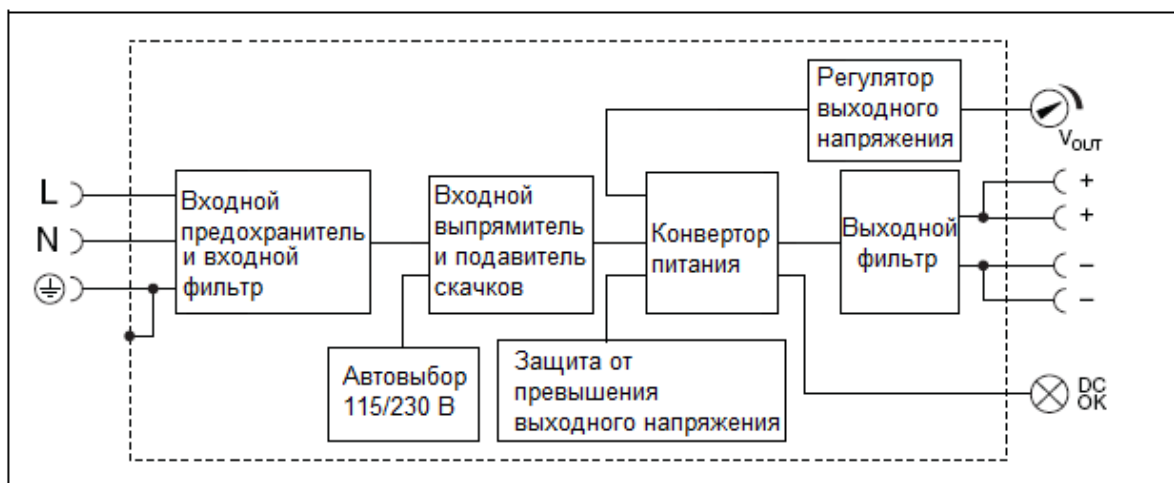 Регулятор
выходного
напряжения
V OUT
L
N
Входной
предохранитель
и входной
фильтр
Входной
выпрямитель
и подавитель
скачков
Конвертор
питания
Выходной
фильтр
+
+
–
–
Автовыбор
115/230 В
Защита от
превышения
выходного напряжения
DC
OK